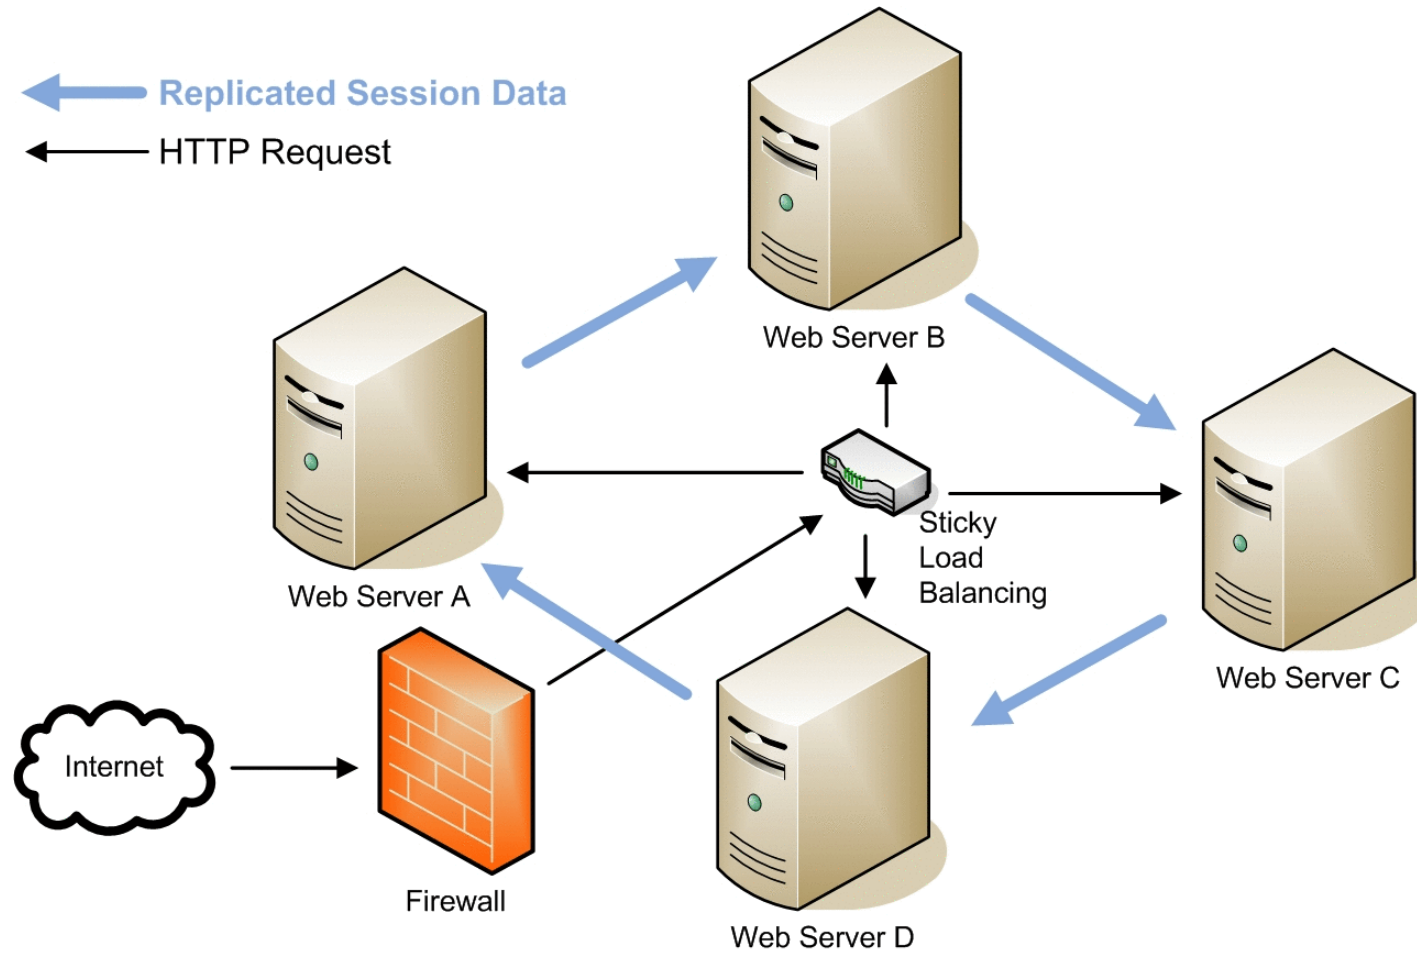 Replicated Session Data
HTTP Request
Web Server B
Sticky
Load
Balancing
Web Server A
Web Server C
Internet
Firewall
Web Server D